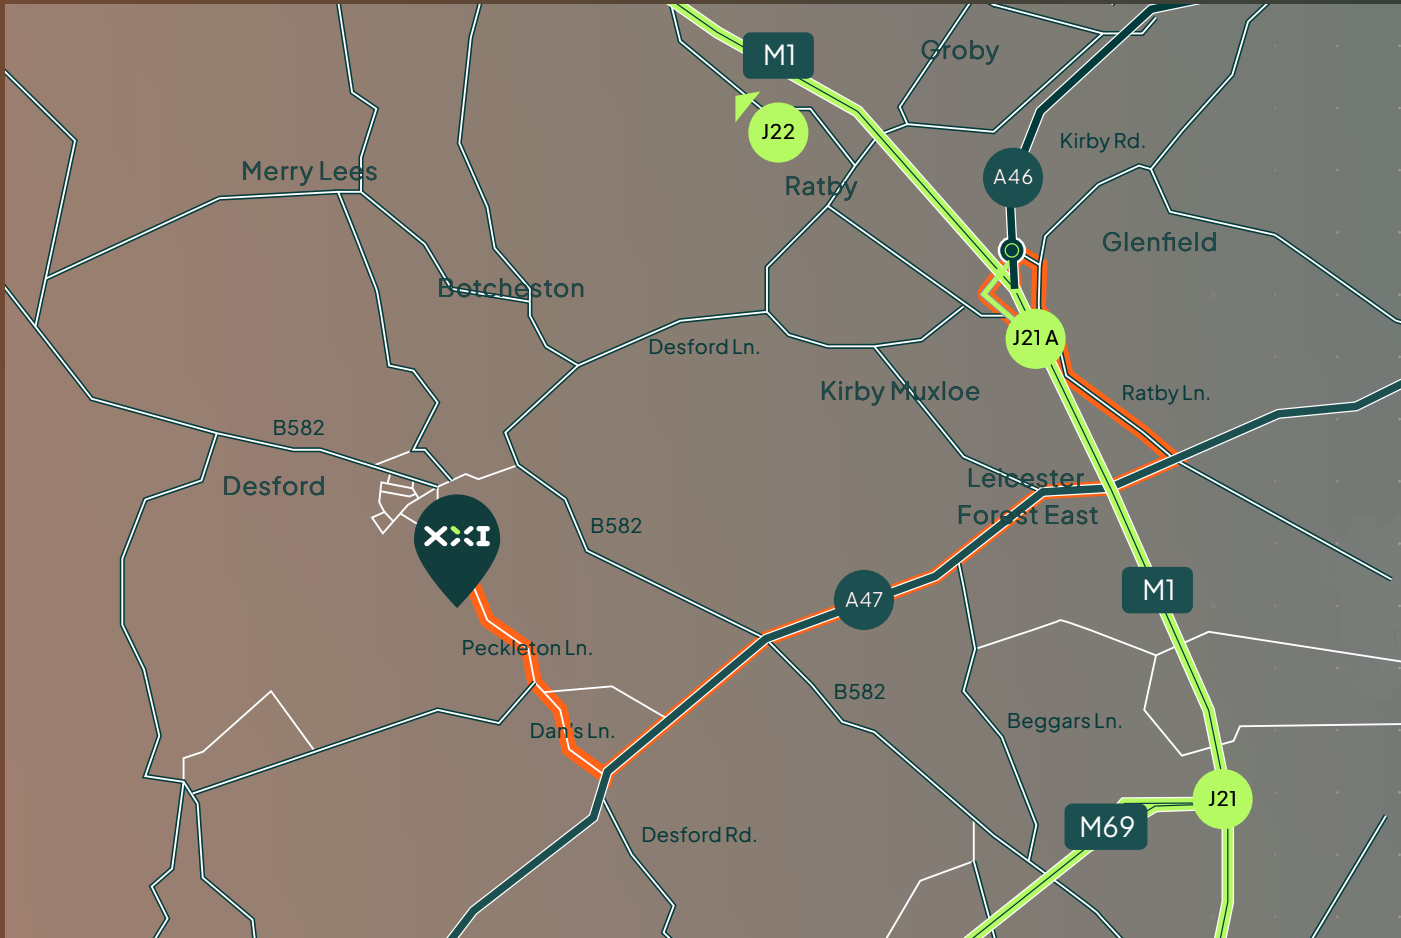 M1
Groby
J22
Kirby Rd.
Merry Lees
A46
Ratby
Glenfield
Botcheston
Desford Ln.
J21A
Kirby Muxloe
Ratby Ln.
B582
Desford
Leicester
Forest East
XXI
B582
A47
M1
Peckleton Ln.
B582
Dan's Ln.
Beggars Ln.
J21
M69
Desford Rd.